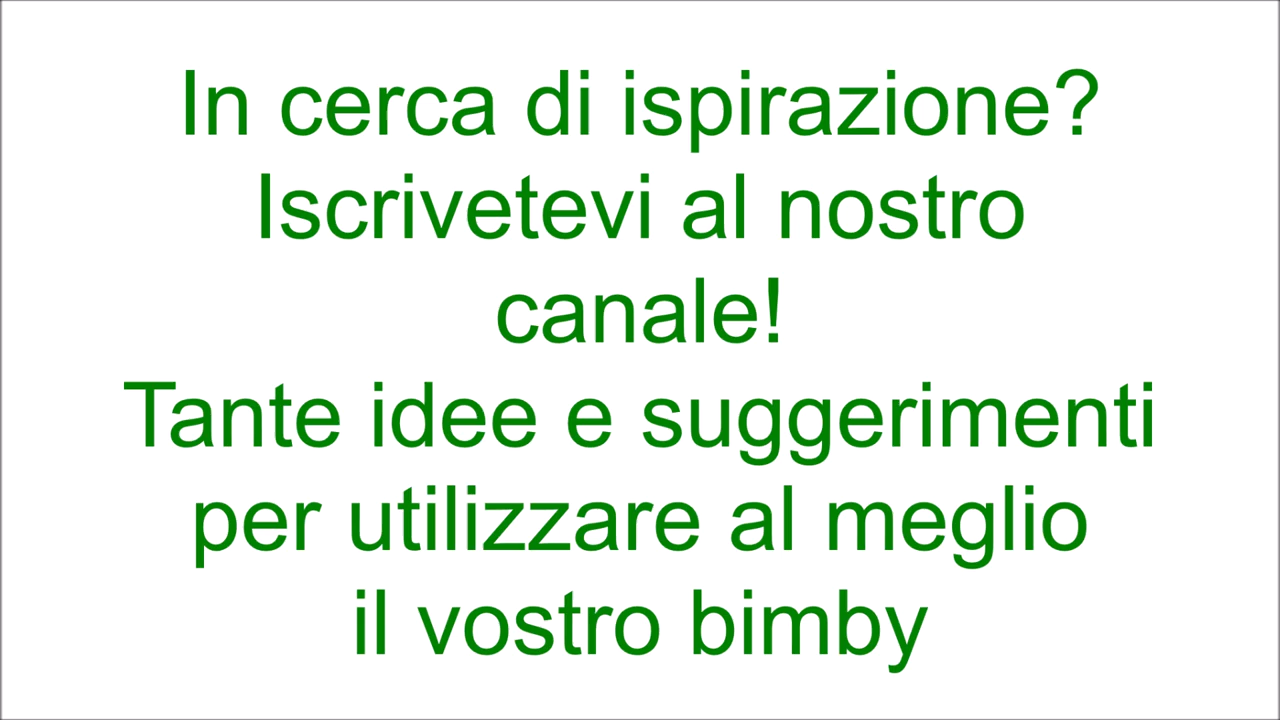 In cerca di ispirazione?
Iscrivetevi al nostro
canale!
Tante idee e suggerimenti
per utilizzare al meglio
il vostro bimby